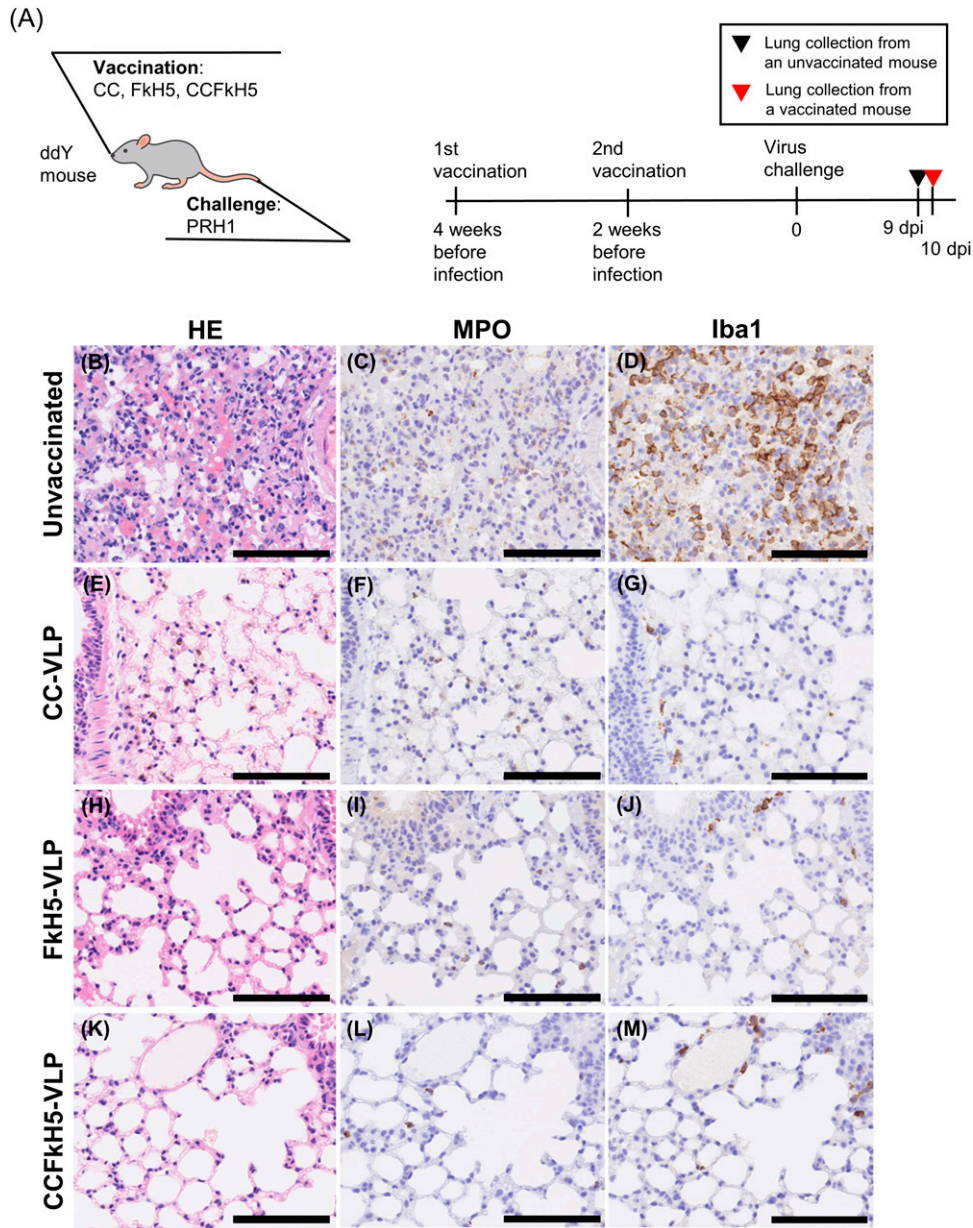 (A)
Vaccination:
CC, FkH5, CCFkH5
ddY
mouse
Challenge:
PRH1
Lung collection from
an unvaccinated mouse
Lung collection from
a vaccinated mouse
1st
vaccination
2nd
vaccination
Virus
challenge
4 weeks
before
infection
2 weeks
before
infection
0
9 dpi
10 dpi
HE
MPO
Iba1
Unvaccinated
(B)
(C)
(D)
CC-VLP
(E)
(F)
(G)
FkH5-VLP
(H)
(I)
(J)
CCFkH5-VLP
(K)
(L)
(M)